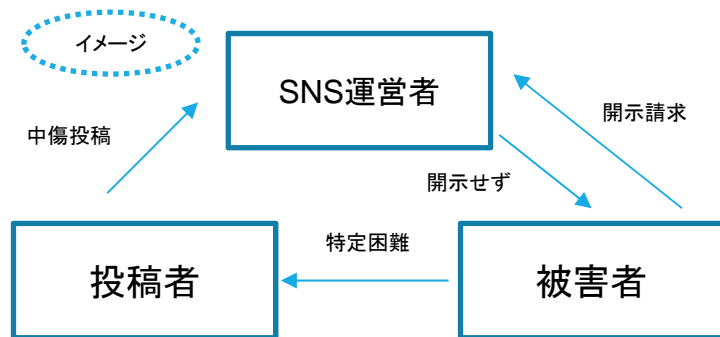 イメージ
SNS運営者
中傷投稿
開示請求
開示せず
投稿者
特定困難
被害者